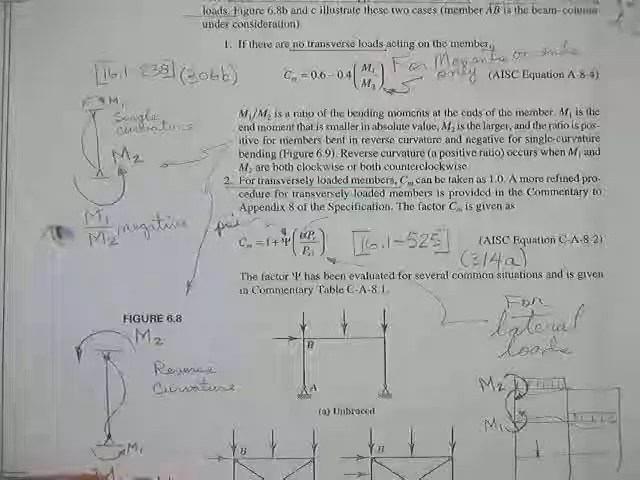 loads. Figure 6.8b and c illustrate these two cases (member AB is the beam-column
under consideration)
1. If there are no transverse loads acting on the member,
[16.1-238] (306b)
For Moments on ends
only
Cm = 0.6 − 0.4(M1/M2)
(AISC Equation A-8-4)
M1
Single
curvature
M2
M1/M2 negative
M1/M2 is a ratio of the bending moments at the ends of the member. M1 is the
end moment that is smaller in absolute value, M2 is the larger, and the ratio is pos-
itive for members bent in reverse curvature and negative for single-curvature
bending (Figure 6.9). Reverse curvature (a positive ratio) occurs when M1 and
M2 are both clockwise or both counterclockwise.
2. For transversely loaded members, Cm can be taken as 1.0. A more refined pro-
cedure for transversely loaded members is provided in the Commentary to
Appendix 8 of the Specification. The factor Cm is given as
psi
Cm = 1 + Ψ(αPr/Pe1)
[16.1-525]
(AISC Equation C-A-8-2)
(314a)
The factor Ψ has been evaluated for several common situations and is given
in Commentary Table C-A-8.1.
For
lateral
loads
FIGURE 6.8
M2
Reverse
Curvature
M1
B
A
(a) Unbraced
M2
M1
B
B